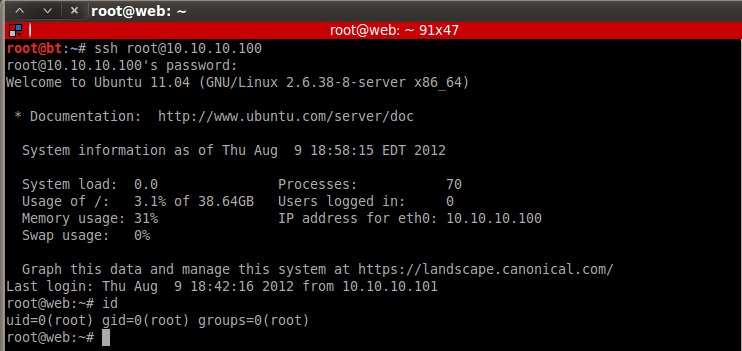 root@web: ~
root@web: ~ 91x47
root@bt:~# ssh root@10.10.10.100
root@10.10.10.100's password:
Welcome to Ubuntu 11.04 (GNU/Linux 2.6.38-8-server x86_64)
* Documentation:  http://www.ubuntu.com/server/doc
System information as of Thu Aug  9 18:58:15 EDT 2012
System load:  0.0                Processes:           70
Usage of /:   3.1% of 38.64GB   Users logged in:     0
Memory usage: 31%               IP address for eth0: 10.10.10.100
Swap usage:   0%
Graph this data and manage this system at https://landscape.canonical.com/
Last login: Thu Aug  9 18:42:16 2012 from 10.10.10.101
root@web:~# id
uid=0(root) gid=0(root) groups=0(root)
root@web:~#